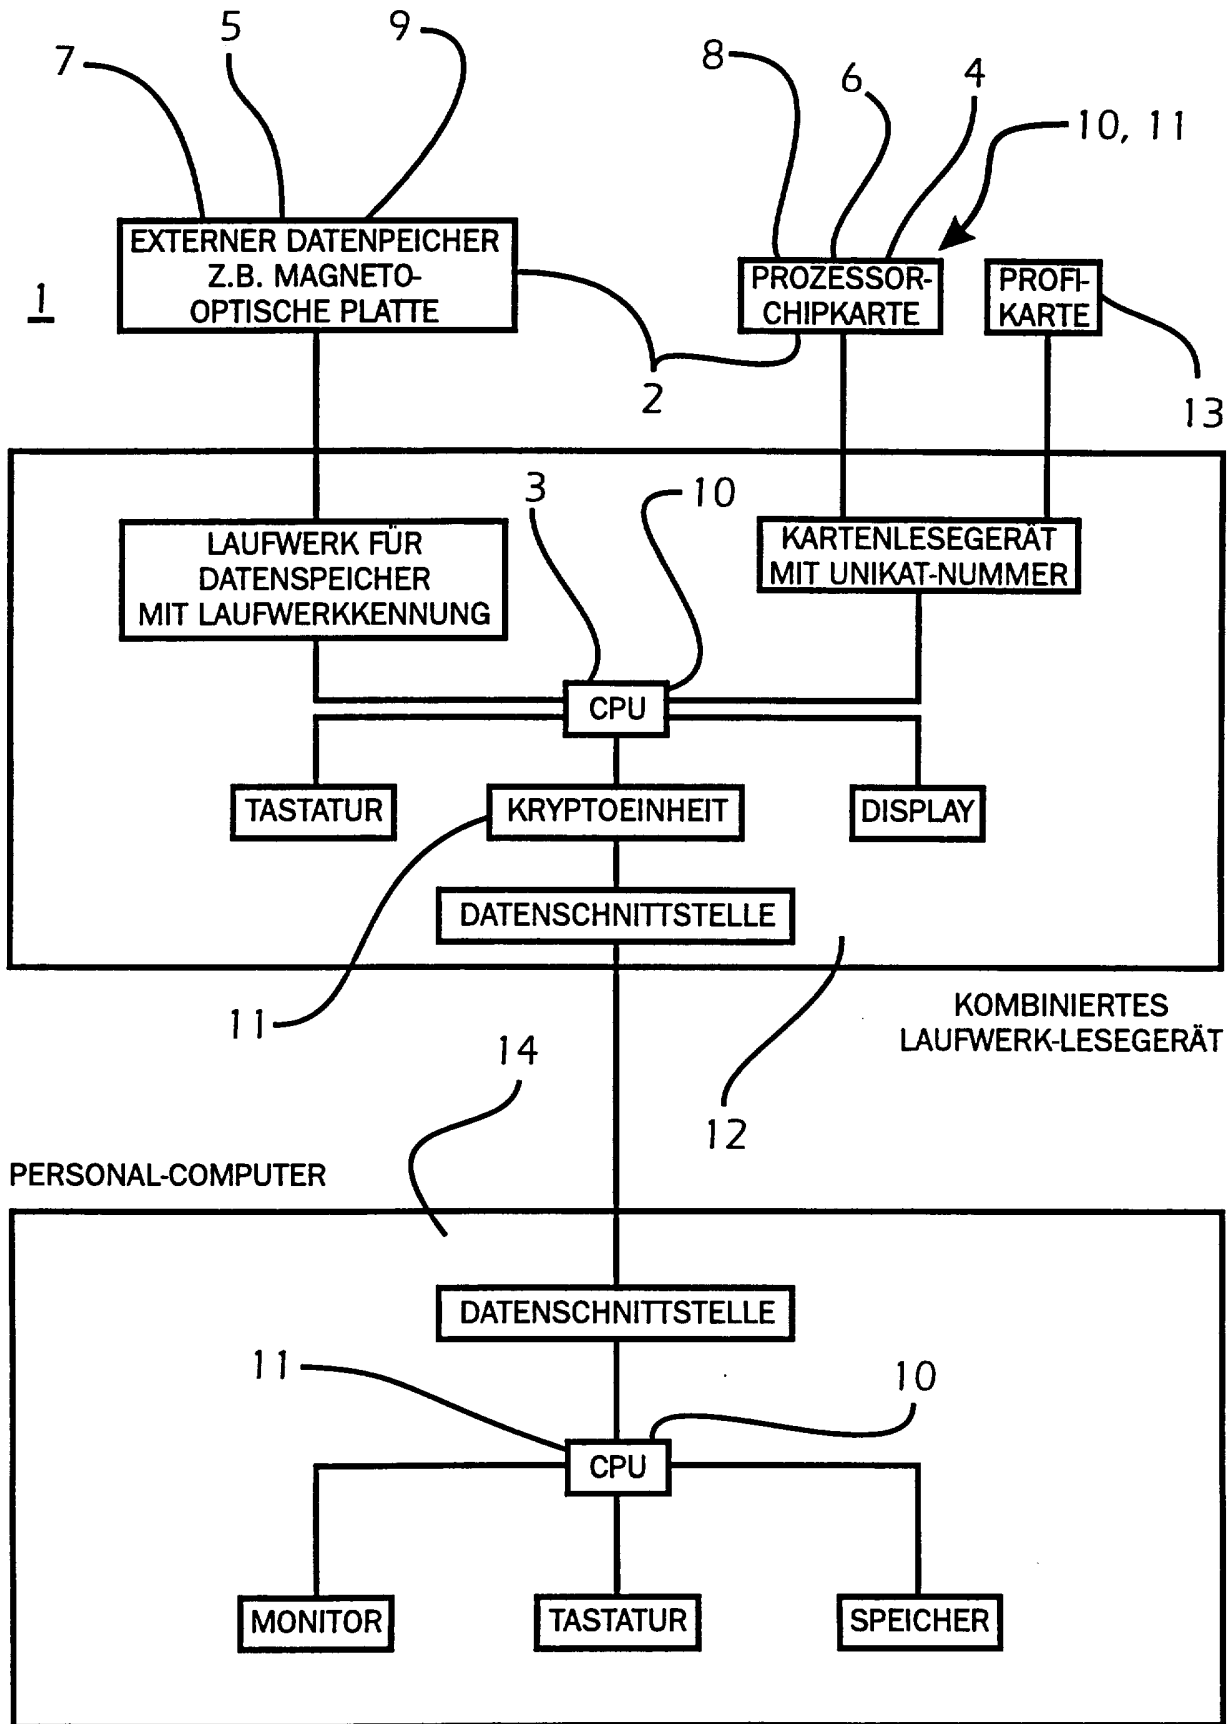 7
5
9
8
6
4
10, 11
1
EXTERNER DATENPEICHER
Z.B. MAGNETO-
OPTISCHE PLATTE
PROZESSOR-
CHIPKARTE
PROFI-
KARTE
2
13
3
10
LAUFWERK FÜR
DATENSPEICHER
MIT LAUFWERKKENNUNG
KARTENLESEGERÄT
MIT UNIKAT-NUMMER
CPU
TASTATUR
KRYPTOEINHEIT
DISPLAY
DATENSCHNITTSTELLE
11
KOMBINIERTES
LAUFWERK-LESEGERÄT
14
12
PERSONAL-COMPUTER
DATENSCHNITTSTELLE
11
10
CPU
MONITOR
TASTATUR
SPEICHER